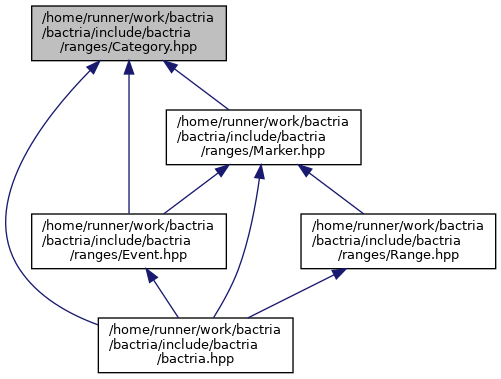 /home/runner/work/bactria
/bactria/include/bactria
/ranges/Category.hpp
/home/runner/work/bactria
/bactria/include/bactria
/ranges/Marker.hpp
/home/runner/work/bactria
/bactria/include/bactria
/ranges/Event.hpp
/home/runner/work/bactria
/bactria/include/bactria
/ranges/Range.hpp
/home/runner/work/bactria
/bactria/include/bactria
/bactria.hpp